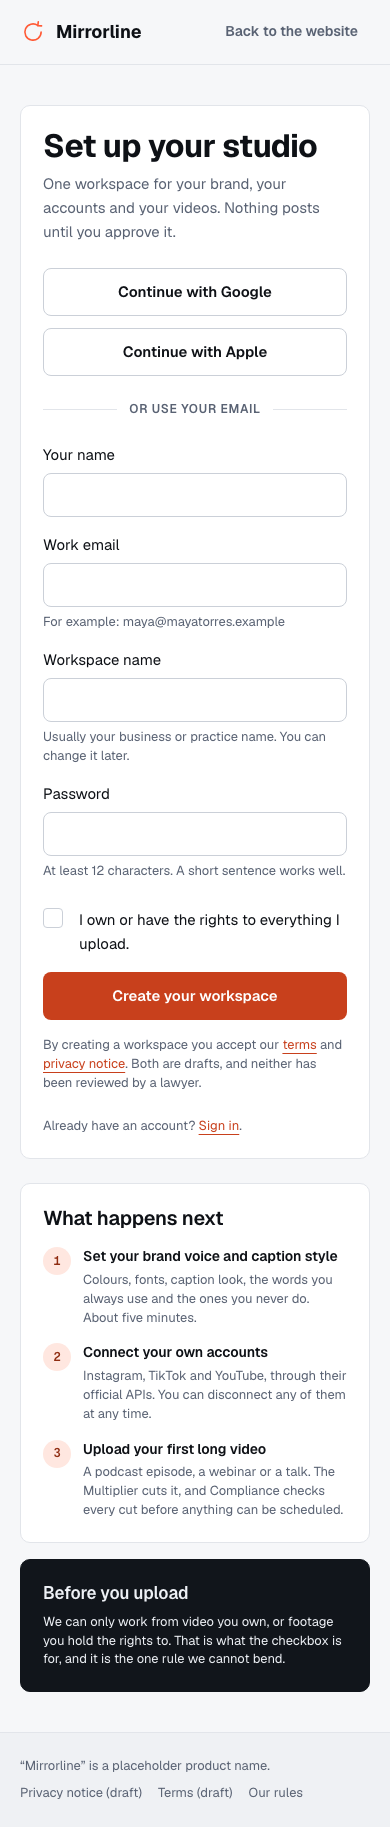 Mirrorline
Back to the website
Set up your studio
One workspace for your brand, your
accounts and your videos. Nothing posts
until you approve it.
Continue with Google
Continue with Apple
OR USE YOUR EMAIL
Your name
Work email
For example: maya@mayatorres.example
Workspace name
Usually your business or practice name. You can
change it later.
Password
At least 12 characters. A short sentence works well.
I own or have the rights to everything I
upload.
Create your workspace
By creating a workspace you accept our terms and
privacy notice. Both are drafts, and neither has
been reviewed by a lawyer.
Already have an account? Sign in.
What happens next
1
Set your brand voice and caption style
Colours, fonts, caption look, the words you
always use and the ones you never do.
About five minutes.
2
Connect your own accounts
Instagram, TikTok and YouTube, through their
official APIs. You can disconnect any of them
at any time.
3
Upload your first long video
A podcast episode, a webinar or a talk. The
Multiplier cuts it, and Compliance checks
every cut before anything can be scheduled.
Before you upload
We can only work from video you own, or footage
you hold the rights to. That is what the checkbox is
for, and it is the one rule we cannot bend.
“Mirrorline” is a placeholder product name.
Privacy notice (draft) Terms (draft) Our rules